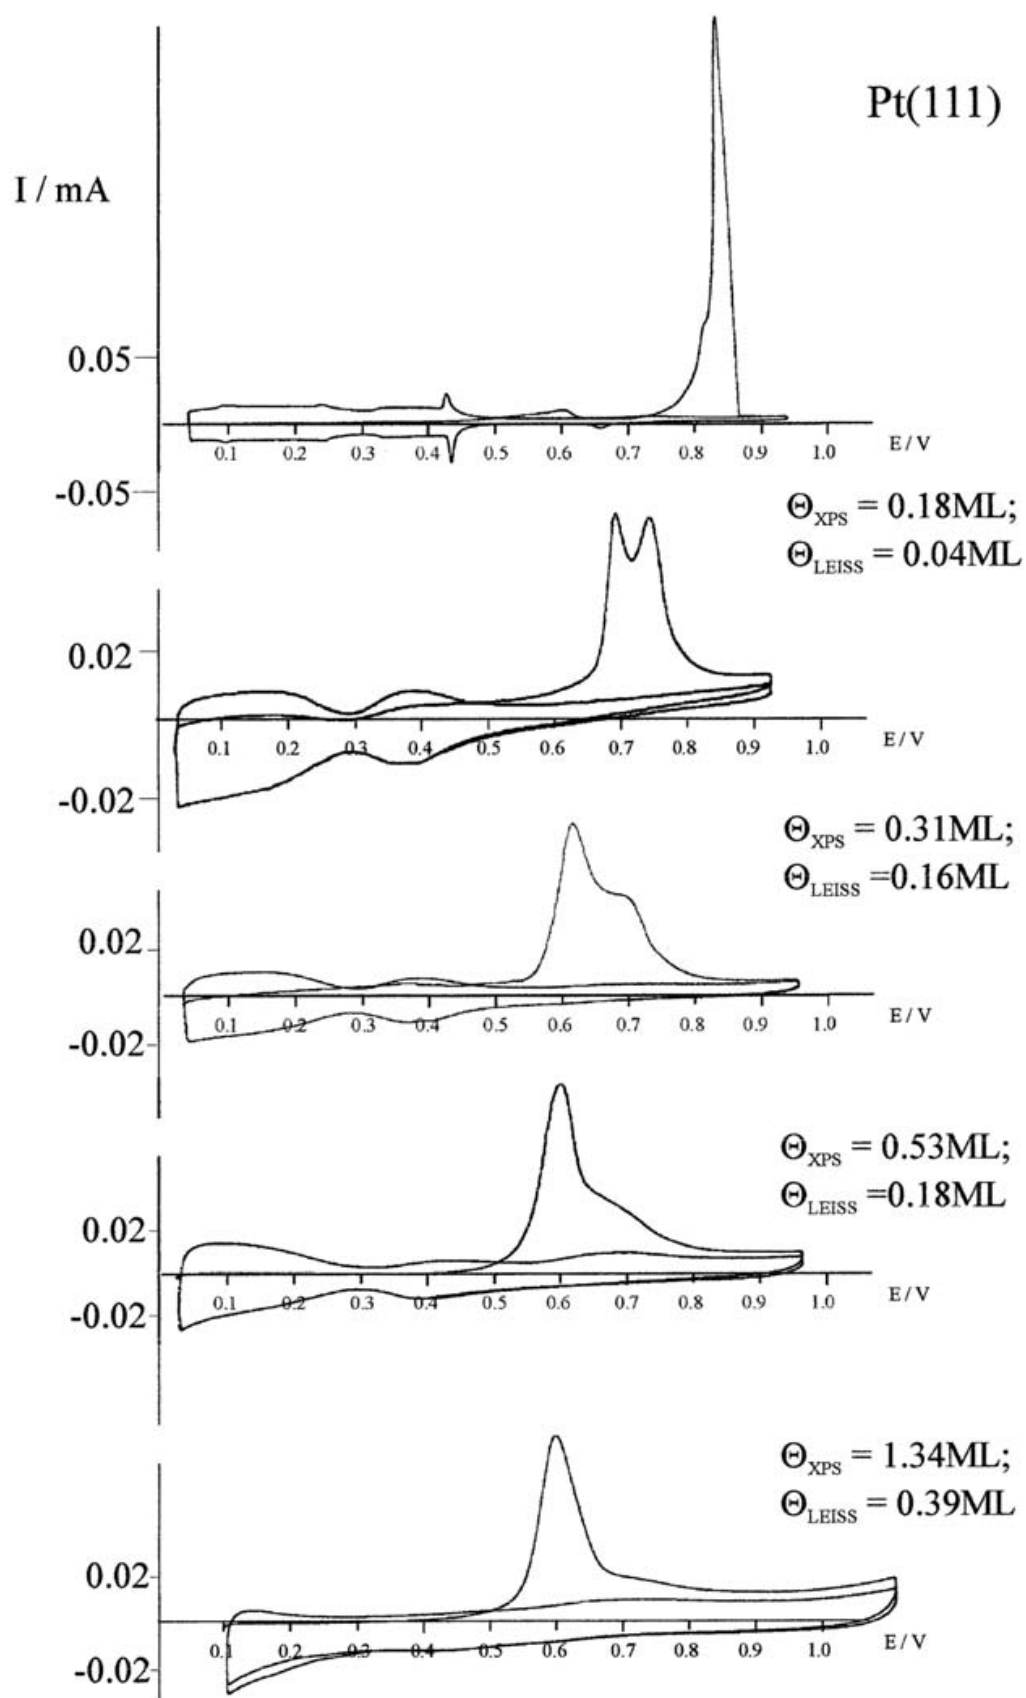 Pt(111)
I / mA
0.05
-0.05
0.1 0.2 0.3 0.4 0.5 0.6 0.7 0.8 0.9 1.0 E / V
Θ_XPS = 0.18ML;
Θ_LEISS = 0.04ML
0.02
-0.02
0.1 0.2 0.3 0.4 0.5 0.6 0.7 0.8 0.9 1.0 E / V
Θ_XPS = 0.31ML;
Θ_LEISS =0.16ML
0.02
-0.02
0.1 0.2 0.3 0.4 0.5 0.6 0.7 0.8 0.9 1.0 E / V
Θ_XPS = 0.53ML;
Θ_LEISS =0.18ML
0.02
-0.02
0.1 0.2 0.3 0.4 0.5 0.6 0.7 0.8 0.9 1.0 E / V
Θ_XPS = 1.34ML;
Θ_LEISS = 0.39ML
0.02
-0.02
0.1 0.2 0.3 0.4 0.5 0.6 0.7 0.8 0.9 1.0 E / V